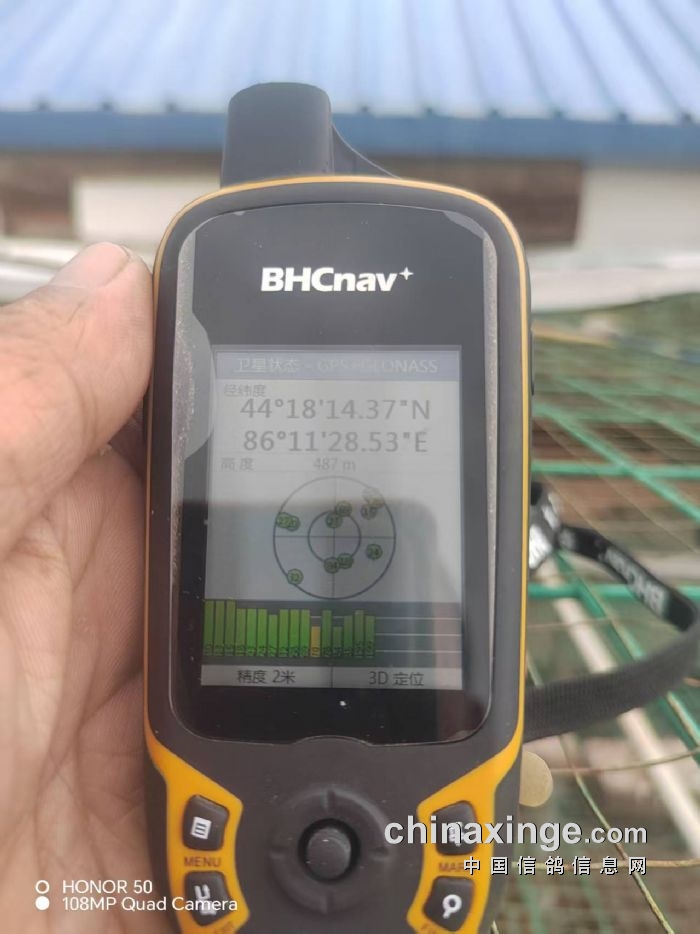 BHCnav
卫星状态 - GPS+GLONASS
经纬度
44°18'14.37"N
86°11'28.53"E
高度 487 m
精度 2米 3D 定位
MENU
chinaxinge.com
中国信鸽信息网
HONOR 50
108MP Quad Camera